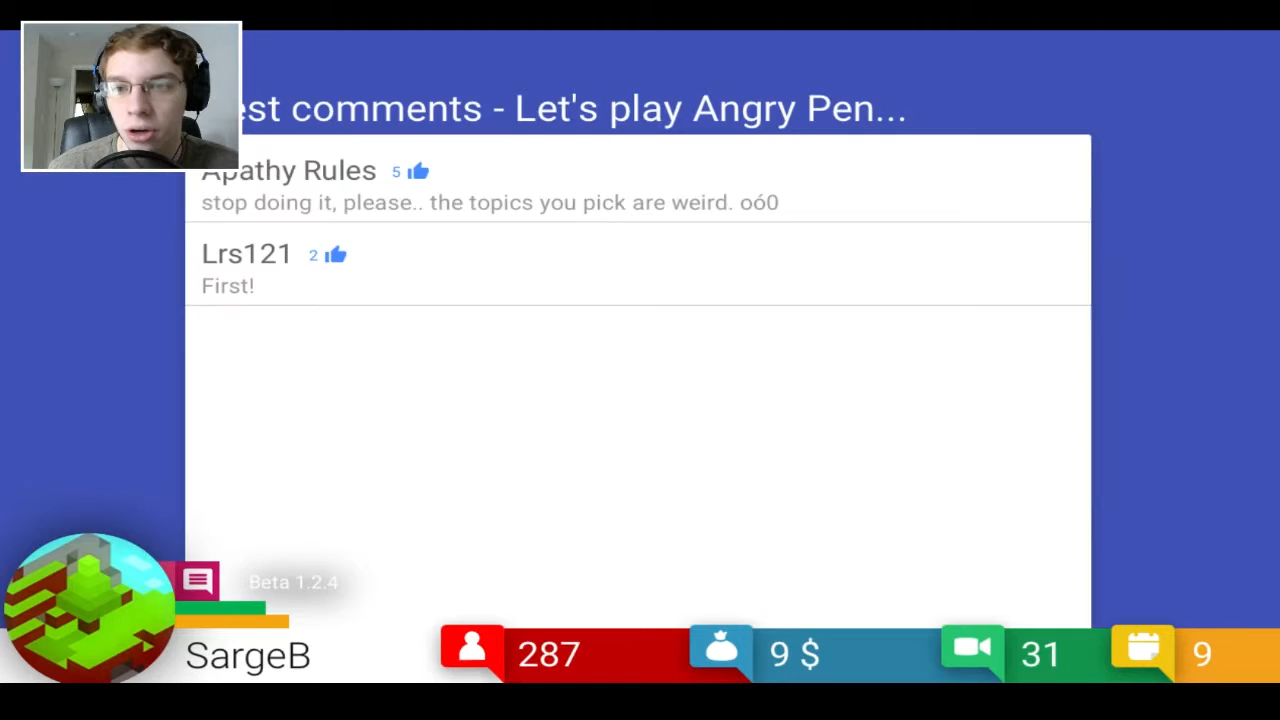 est comments - Let's play Angry Pen...
Apathy Rules 5
stop doing it, please.. the topics you pick are weird. oó0
Lrs121 2
First!
Beta 1.2.4
SargeB
287
9 $
31
9